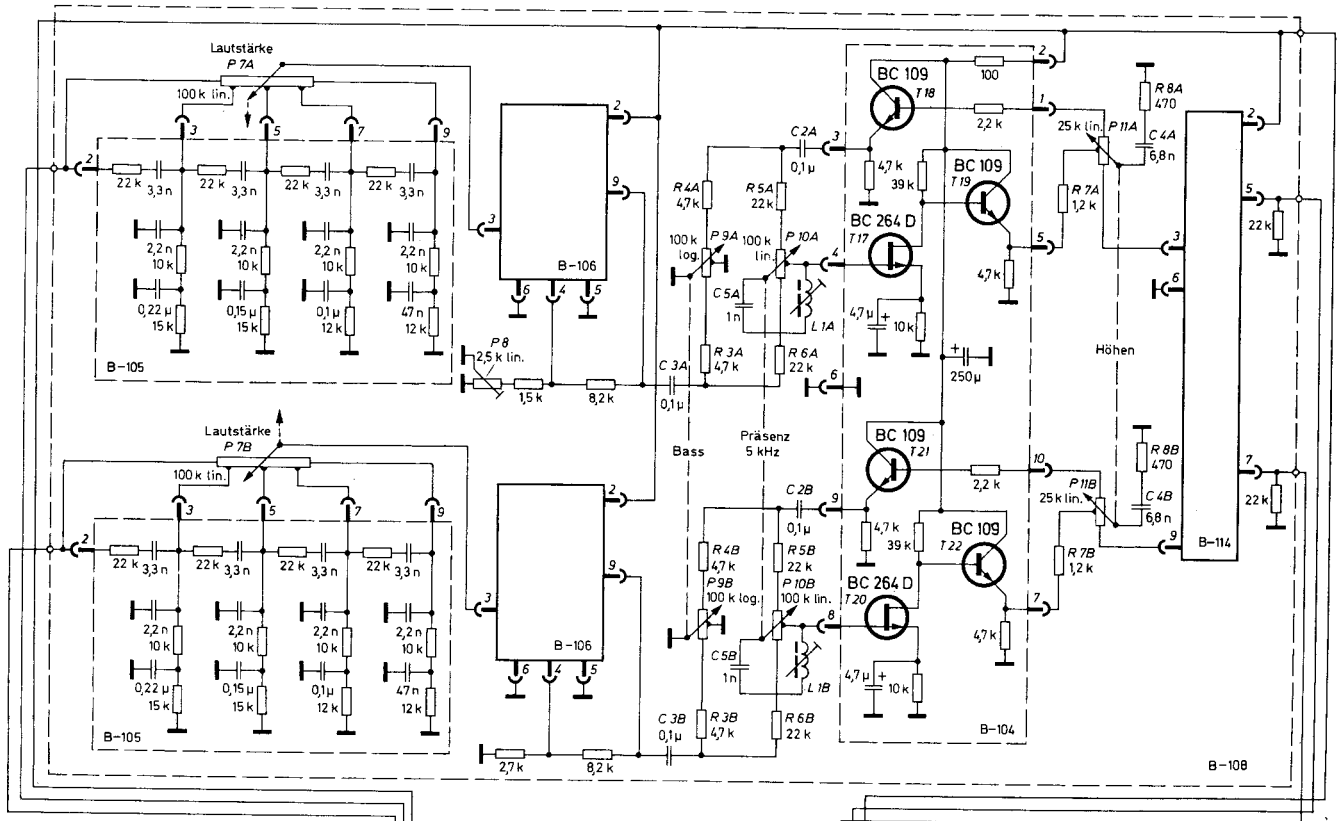 Lautstärke
P 7A
100 k lin.
3
5
7
9
2
22 k
3,3 n
22 k
3,3 n
22 k
3,3 n
22 k
3,3 n
2,2 n
10 k
2,2 n
10 k
2,2 n
10 k
2,2 n
10 k
0,22 µ
15 k
0,15 µ
15 k
0,1 µ
12 k
47 n
12 k
B-105
3
2
9
B-106
6
4
5
P 8
2,5 k lin.
1,5 k
8,2 k
C 3A
0,1 µ
C 2A
0,1 µ
3
R 4A
4,7 k
R 5A
22 k
P 9A
100 k
log.
P 10A
100 k
lin.
4
C 5A
1 n
L 1A
R 3A
4,7 k
R 6A
22 k
BC 109
T 18
100
2
2,2 k
1
4,7 k
39 k
BC 109
T 19
BC 264 D
T 17
5
4,7 k
4,7 µ
+
10 k
+
250 µ
6
25 k lin.
P 11A
R 7A
1,2 k
R 8A
470
C 4A
6,8 n
2
5
3
6
22 k
Höhen
Bass
Präsenz
5 kHz
Lautstärke
P 7B
100 k lin.
3
5
7
9
2
22 k
3,3 n
22 k
3,3 n
22 k
3,3 n
22 k
3,3 n
2,2 n
10 k
2,2 n
10 k
2,2 n
10 k
2,2 n
10 k
0,22 µ
15 k
0,15 µ
15 k
0,1 µ
12 k
47 n
12 k
B-105
3
2
9
B-106
6
4
5
2,7 k
8,2 k
C 3B
0,1 µ
C 2B
0,1 µ
9
R 4B
4,7 k
R 5B
22 k
P 9B
100 k log.
P 10B
100 k lin.
8
C 5B
1 n
L 1B
R 3B
4,7 k
R 6B
22 k
BC 109
T 21
10
2,2 k
4,7 k
39 k
BC 109
T 22
BC 264 D
T 20
7
4,7 k
4,7 µ
+
10 k
B-104
25 k lin.
P 11B
R 7B
1,2 k
R 8B
470
C 4B
6,8 n
7
9
22 k
B-114
B-108